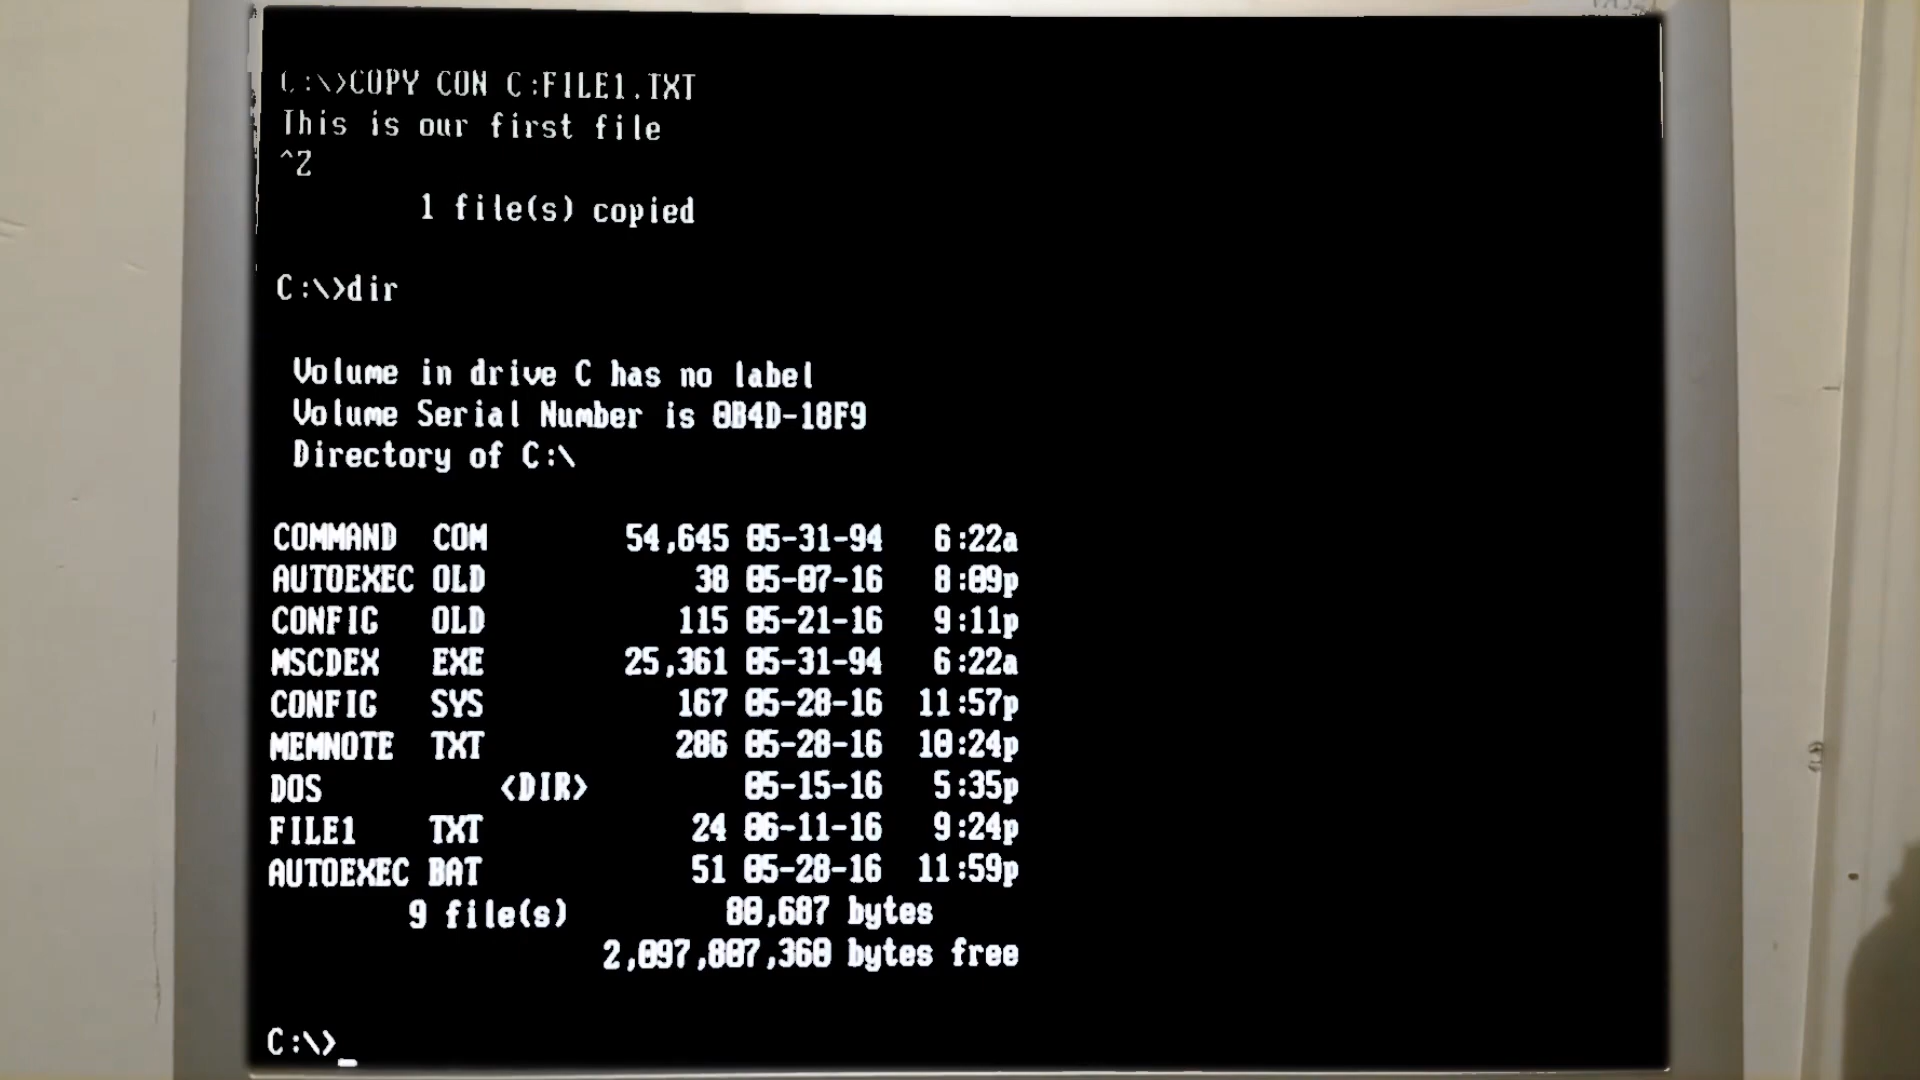 C:\>COPY CON C:FILE1.TXT
This is our first file
^Z
1 file(s) copied
C:\>dir
Volume in drive C has no label
Volume Serial Number is 0B4D-18F9
Directory of C:\
COMMAND COM 54,645 05-31-94 6:22a
AUTOEXEC OLD 38 05-07-16 8:09p
CONFIG OLD 115 05-21-16 9:11p
MSCDEX EXE 25,361 05-31-94 6:22a
CONFIG SYS 167 05-28-16 11:57p
MEMNOTE TXT 286 05-28-16 10:24p
DOS <DIR> 05-15-16 5:35p
FILE1 TXT 24 06-11-16 9:24p
AUTOEXEC BAT 51 05-28-16 11:59p
9 file(s) 80,687 bytes
2,097,807,360 bytes free
C:\>_